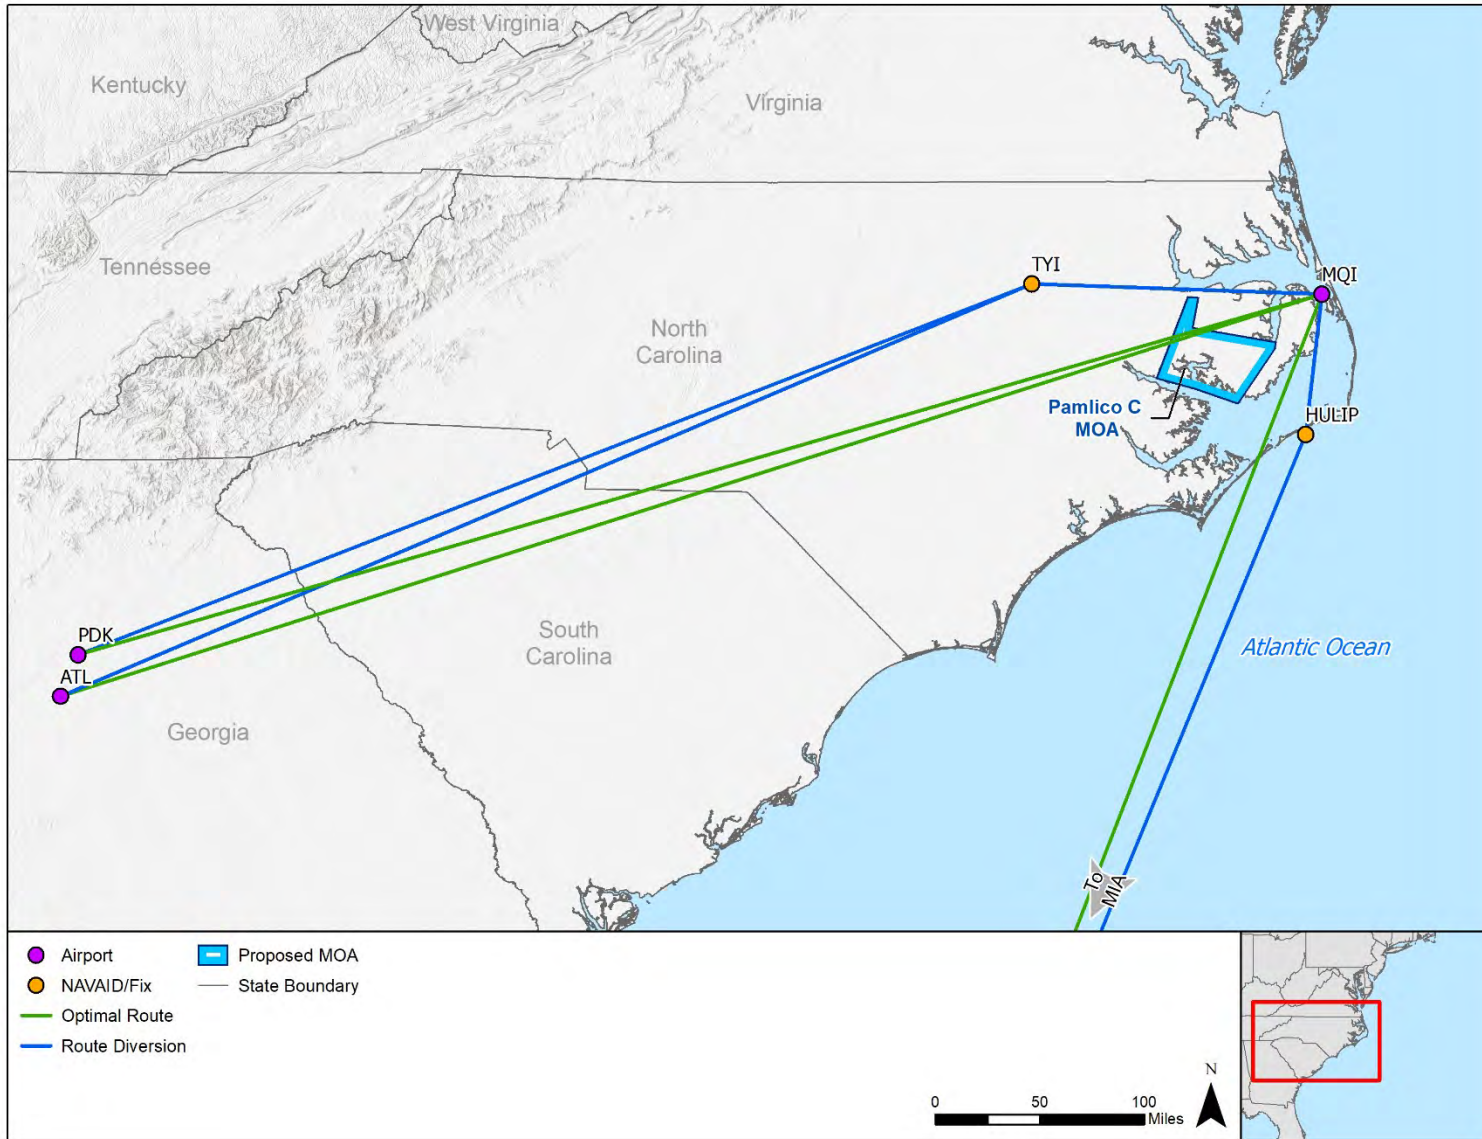 West Virginia
Kentucky
Virginia
Tennessee
TYI
MQI
North
Carolina
Pamlico C
MOA
HULIP
PDK
ATL
South
Carolina
Atlantic Ocean
Georgia
To
MIA
Airport
Proposed MOA
NAVAID/Fix
State Boundary
Optimal Route
Route Diversion
N
0
50
100
Miles